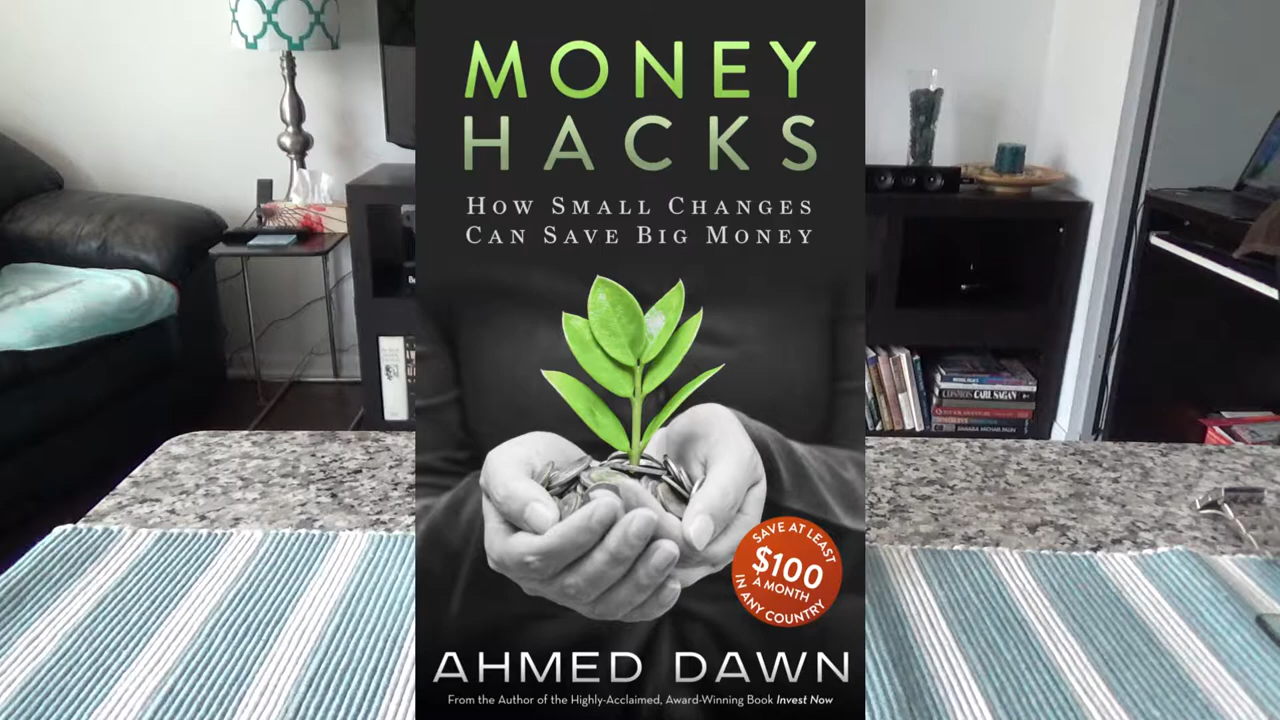 MONEY
HACKS
HOW SMALL CHANGES
CAN SAVE BIG MONEY
SAVE AT LEAST
$100
A MONTH
IN ANY COUNTRY
AHMED DAWN
From the Author of the Highly-Acclaimed, Award-Winning Book Invest Now
COSMOS CARL SAGAN